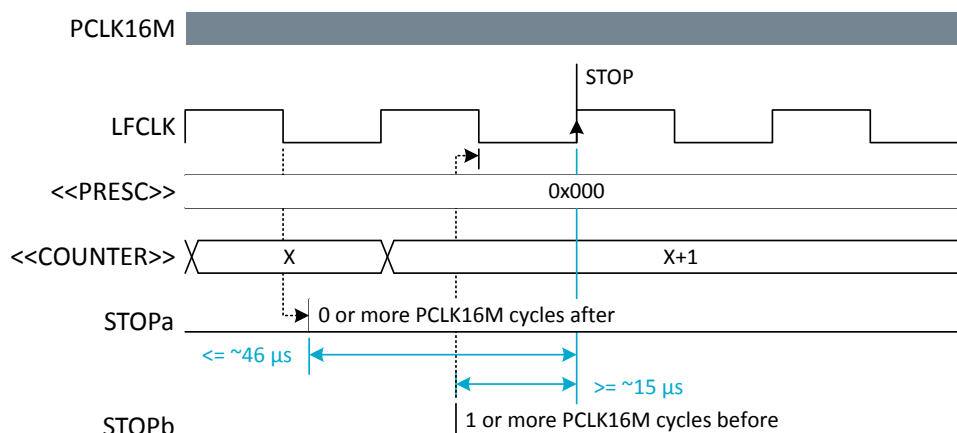 PCLK16M
STOP
LFCLK
<<PRESC>>
0x000
<<COUNTER>>
X
X+1
STOPa
0 or more PCLK16M cycles after
<= ~46 µs
>= ~15 µs
STOPb
1 or more PCLK16M cycles before